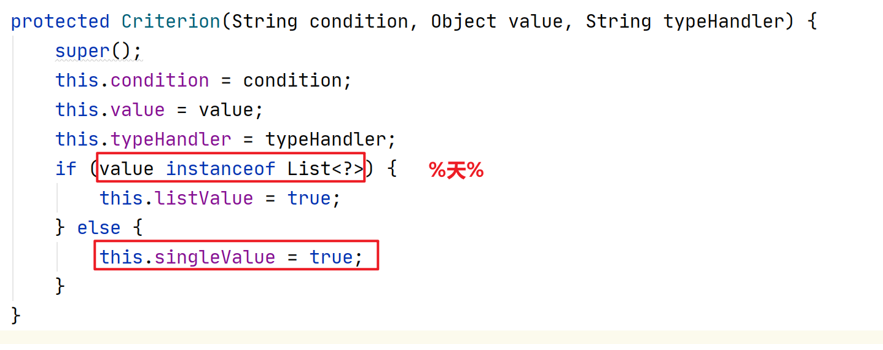 protected Criterion(String condition, Object value, String typeHandler) {
super();
this.condition = condition;
this.value = value;
this.typeHandler = typeHandler;
if (value instanceof List<?>) { %天%
this.listValue = true;
} else {
this.singleValue = true;
}
}